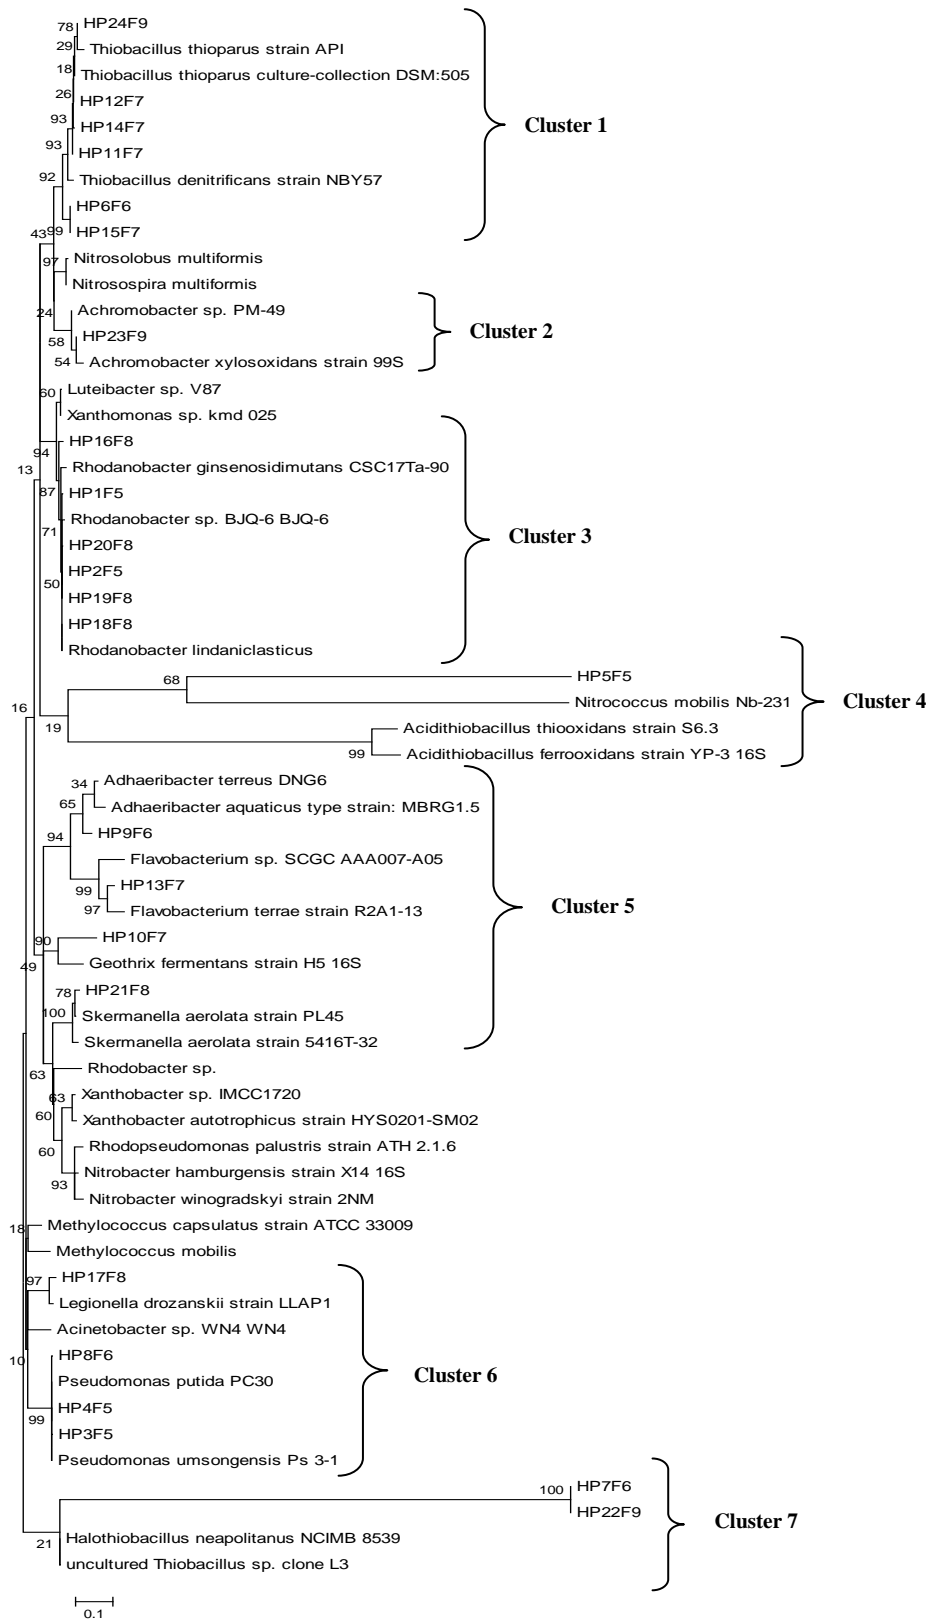 78 HP24F9
29 Thiobacillus thioparus strain API
18 Thiobacillus thioparus culture-collection DSM:505
26 HP12F7
93 HP14F7
Cluster 1
93 HP11F7
92 Thiobacillus denitrificans strain NBY57
HP6F6
43 99 HP15F7
97 Nitrosolobus multiformis
Nitrosospira multiformis
24 Achromobacter sp. PM-49
58 HP23F9
Cluster 2
54 Achromobacter xylosoxidans strain 99S
60 Luteibacter sp. V87
Xanthomonas sp. kmd 025
94 HP16F8
13 Rhodanobacter ginsenosidimutans CSC17Ta-90
87 HP1F5
71 Rhodanobacter sp. BJQ-6 BJQ-6
Cluster 3
HP20F8
HP2F5
50 HP19F8
HP18F8
Rhodanobacter lindaniclasticus
68 HP5F5
16 Nitrococcus mobilis Nb-231
Cluster 4
19 Acidithiobacillus thiooxidans strain S6.3
99 Acidithiobacillus ferrooxidans strain YP-3 16S
34 Adhaeribacter terreus DNG6
65 Adhaeribacter aquaticus type strain: MBRG1.5
94 HP9F6
Flavobacterium sp. SCGC AAA007-A05
99 HP13F7
97 Flavobacterium terrae strain R2A1-13
Cluster 5
90 HP10F7
49 Geothrix fermentans strain H5 16S
78 HP21F8
100 Skermanella aerolata strain PL45
Skermanella aerolata strain 5416T-32
63 Rhodobacter sp.
63 Xanthobacter sp. IMCC1720
60 Xanthobacter autotrophicus strain HYS0201-SM02
60 Rhodopseudomonas palustris strain ATH 2.1.6
93 Nitrobacter hamburgensis strain X14 16S
Nitrobacter winogradskyi strain 2NM
18 Methylococcus capsulatus strain ATCC 33009
Methylococcus mobilis
97 HP17F8
Legionella drozanskii strain LLAP1
Acinetobacter sp. WN4 WN4
10 HP8F6
Cluster 6
Pseudomonas putida PC30
99 HP4F5
HP3F5
Pseudomonas umsongensis Ps 3-1
100 HP7F6
HP22F9
Cluster 7
21 Halothiobacillus neapolitanus NCIMB 8539
uncultured Thiobacillus sp. clone L3
0.1